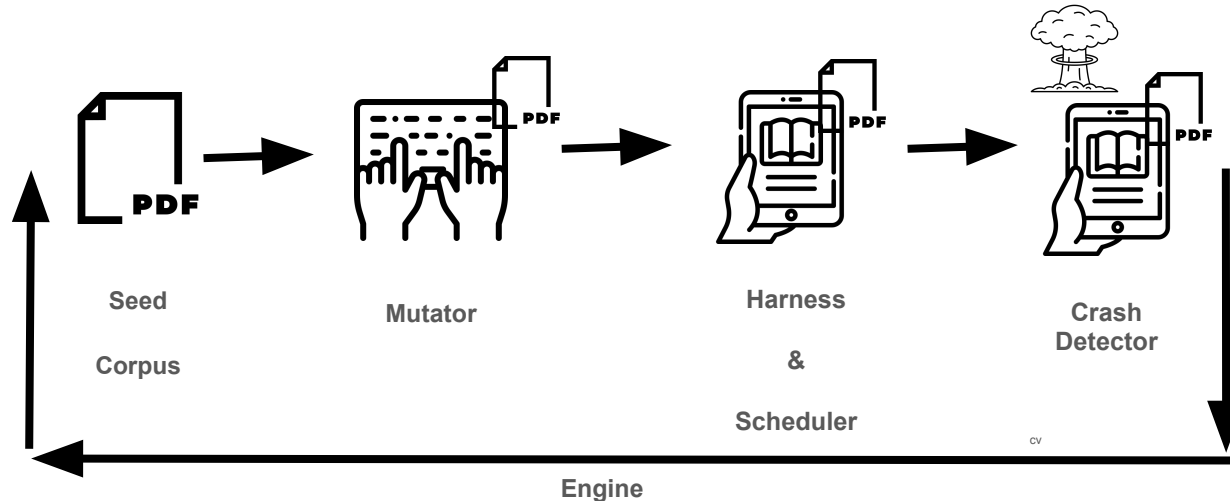 PDF
PDF
PDF
PDF
Seed
Corpus
Mutator
Harness
&
Scheduler
Crash
Detector
cv
Engine